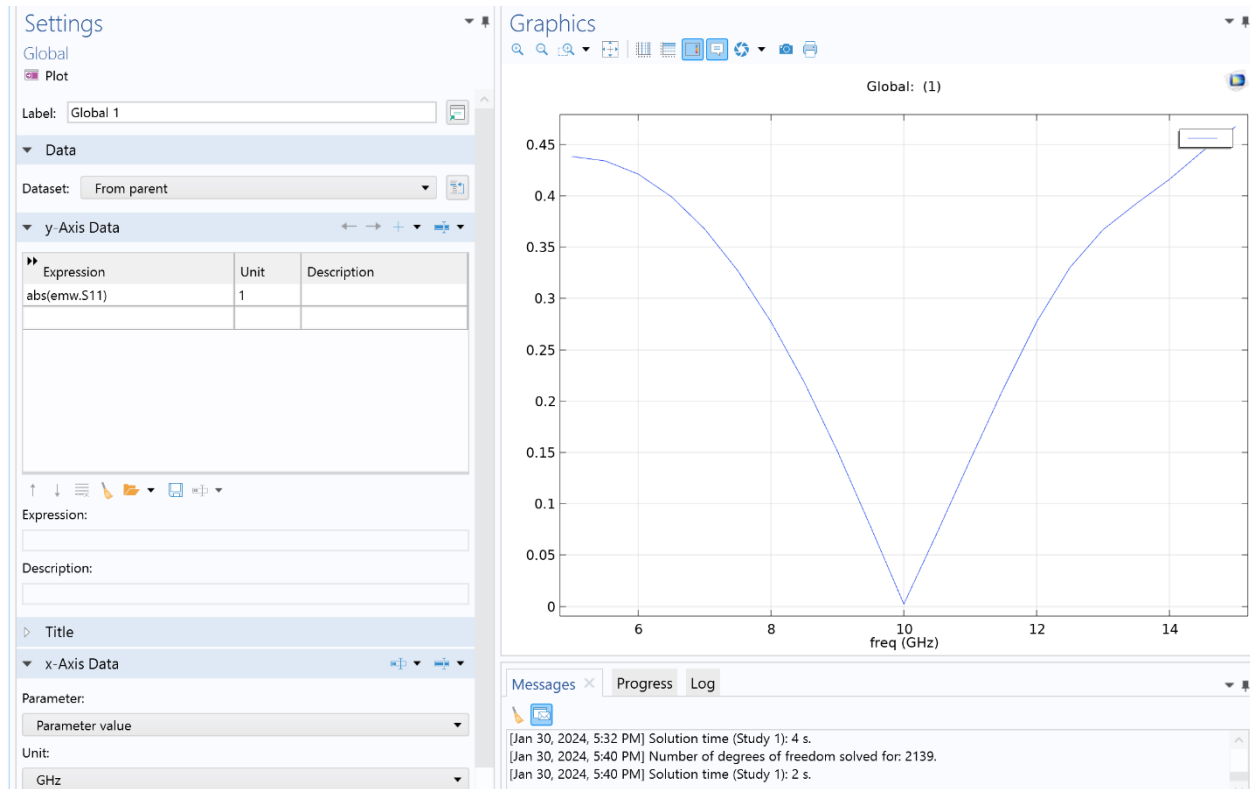 Settings
Global
Plot
Label: Global 1
Data
Dataset: From parent
y-Axis Data
Expression Unit Description
abs(emw.S11) 1
Expression:
Description:
Title
x-Axis Data
Parameter:
Parameter value
Unit:
GHz
Graphics
Global: (1)
0.45
0.4
0.35
0.3
0.25
0.2
0.15
0.1
0.05
0
6 8 10 12 14
freq (GHz)
Messages Progress Log
[Jan 30, 2024, 5:32 PM] Solution time (Study 1): 4 s.
[Jan 30, 2024, 5:40 PM] Number of degrees of freedom solved for: 2139.
[Jan 30, 2024, 5:40 PM] Solution time (Study 1): 2 s.